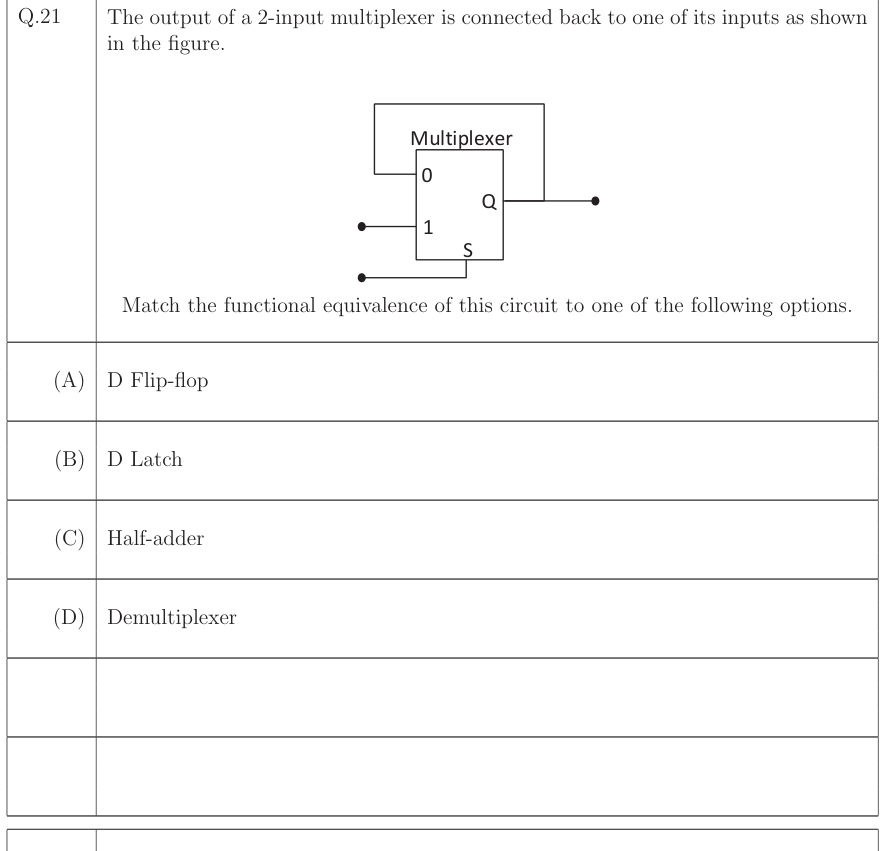 Q.21
The output of a 2-input multiplexer is connected back to one of its inputs as shown
in the figure.
Multiplexer
0
Q
1
S
Match the functional equivalence of this circuit to one of the following options.
(A) D Flip-flop
(B) D Latch
(C) Half-adder
(D) Demultiplexer